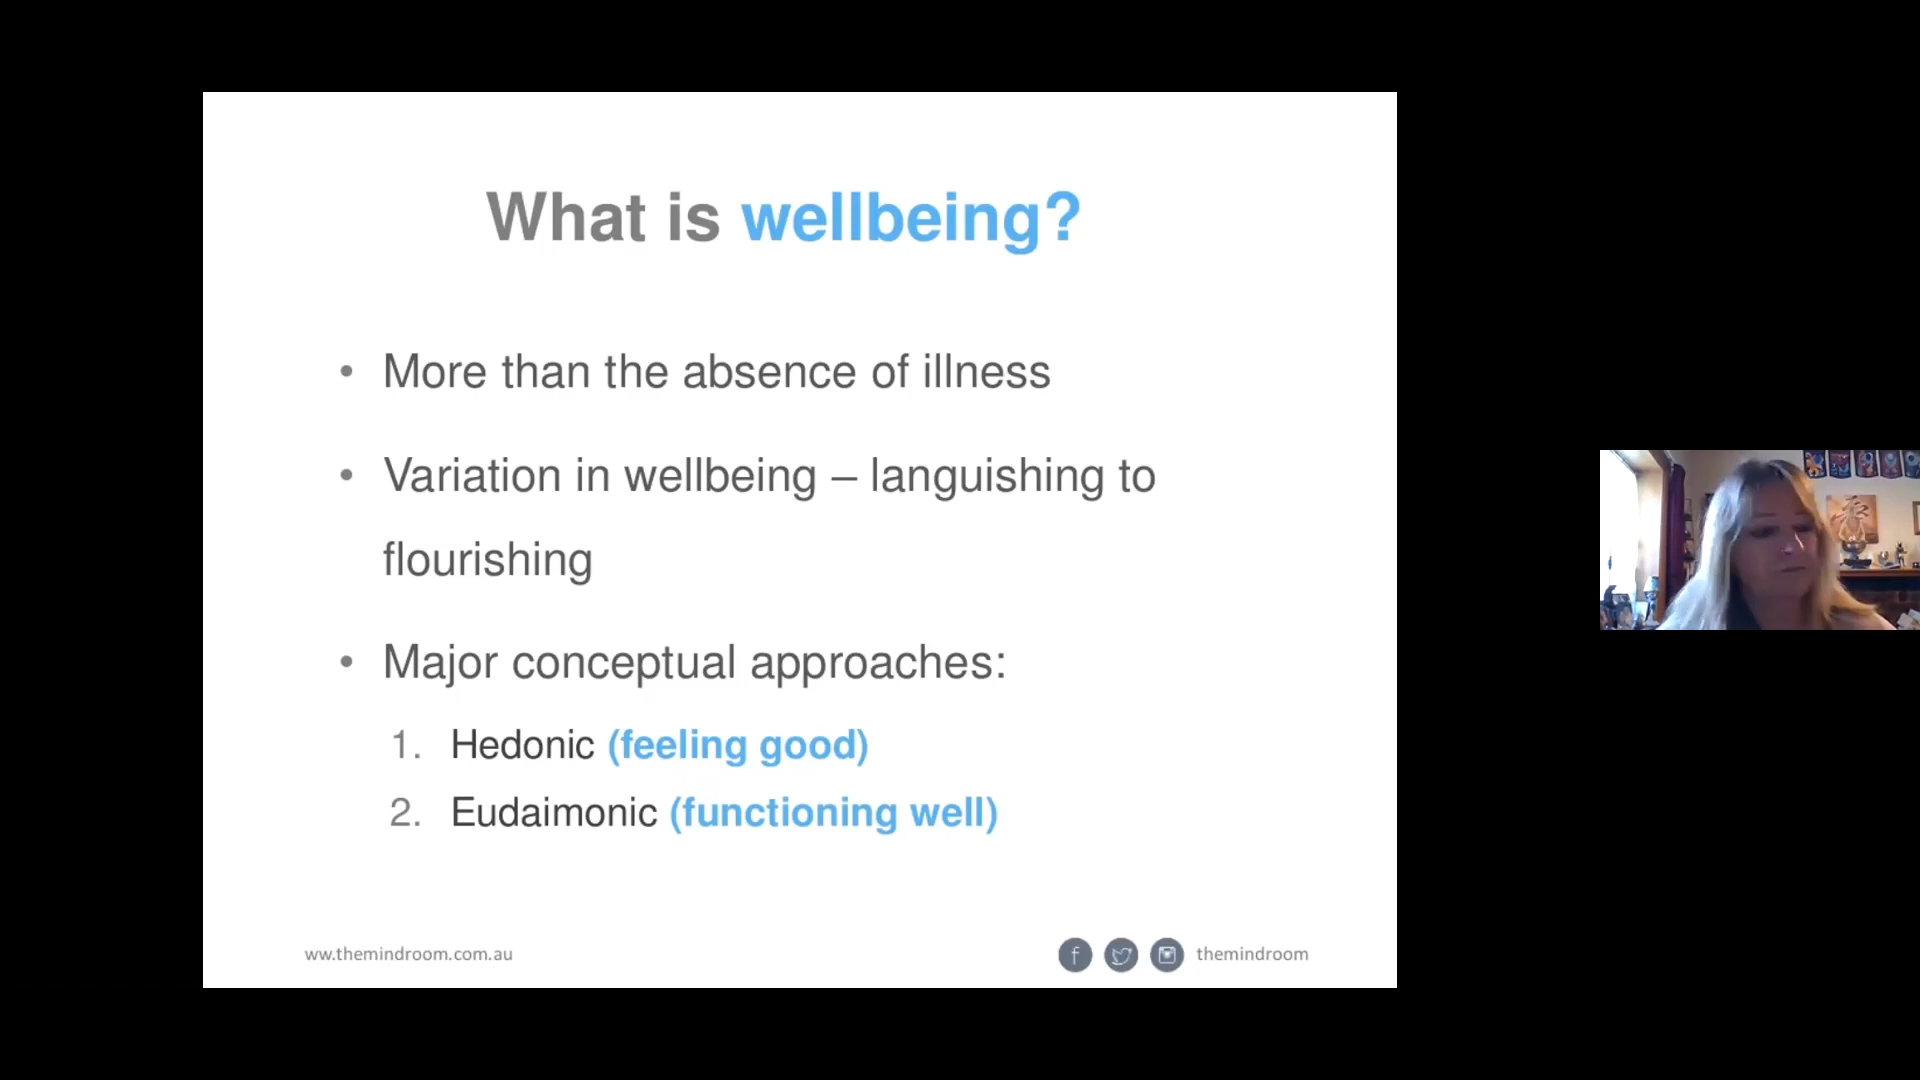 What is wellbeing?
• More than the absence of illness
• Variation in wellbeing – languishing to
flourishing
• Major conceptual approaches:
1. Hedonic (feeling good)
2. Eudaimonic (functioning well)
ww.themindroom.com.au
themindroom